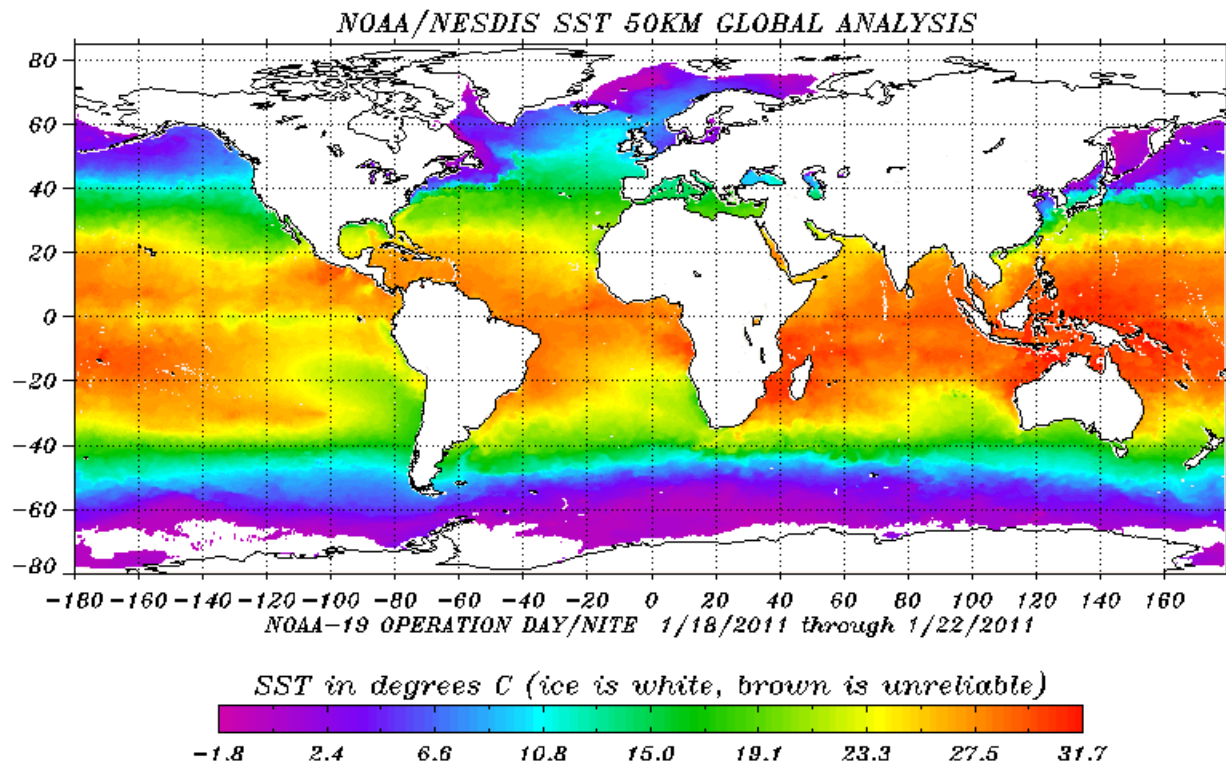 NOAA/NESDIS SST 50KM GLOBAL ANALYSIS
80
60
40
20
0
-20
-40
-60
-80
-180 -160 -140 -120 -100 -80 -60 -40 -20 0 20 40 60 80 100 120 140 160
NOAA-19 OPERATION DAY/NITE 1/18/2011 through 1/22/2011
SST in degrees C (ice is white, brown is unreliable)
-1.8 2.4 6.6 10.8 15.0 19.1 23.3 27.5 31.7